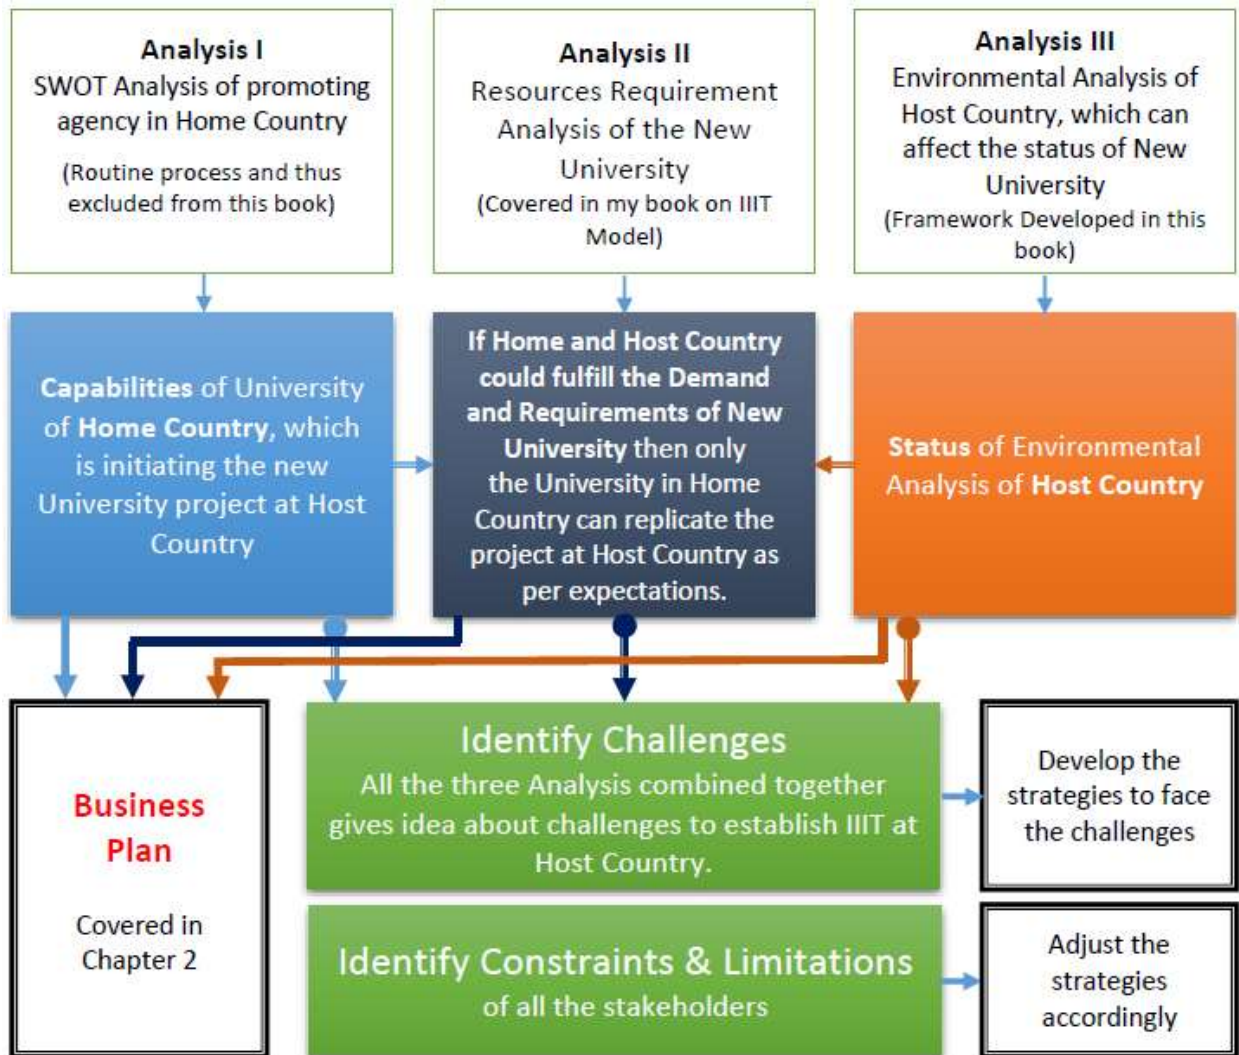 Analysis I
SWOT Analysis of promoting
agency in Home Country
(Routine process and thus
excluded from this book)
Analysis II
Resources Requirement
Analysis of the New
University
(Covered in my book on IIIT
Model)
Analysis III
Environmental Analysis of
Host Country, which can
affect the status of New
University
(Framework Developed in this
book)
Capabilities of University
of Home Country, which
is initiating the new
University project at Host
Country
If Home and Host Country
could fulfill the Demand
and Requirements of New
University then only
the University in Home
Country can replicate the
project at Host Country as
per expectations.
Status of Environmental
Analysis of Host Country
Business
Plan
Covered in
Chapter 2
Identify Challenges
All the three Analysis combined together
gives idea about challenges to establish IIIT at
Host Country.
Develop the
strategies to face
the challenges
Identify Constraints & Limitations
of all the stakeholders
Adjust the
strategies
accordingly